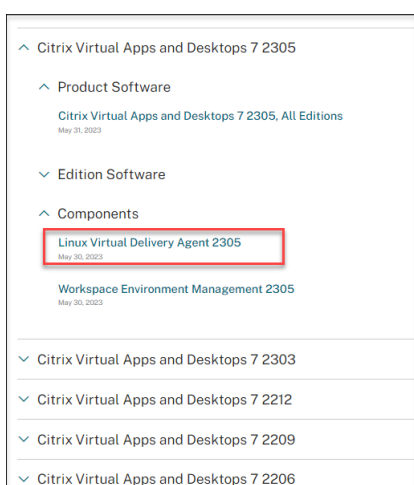 Citrix Virtual Apps and Desktops 7 2305
Product Software
Citrix Virtual Apps and Desktops 7 2305, All Editions
May 31, 2023
Edition Software
Components
Linux Virtual Delivery Agent 2305
May 30, 2023
Workspace Environment Management 2305
May 30, 2023
Citrix Virtual Apps and Desktops 7 2303
Citrix Virtual Apps and Desktops 7 2212
Citrix Virtual Apps and Desktops 7 2209
Citrix Virtual Apps and Desktops 7 2206